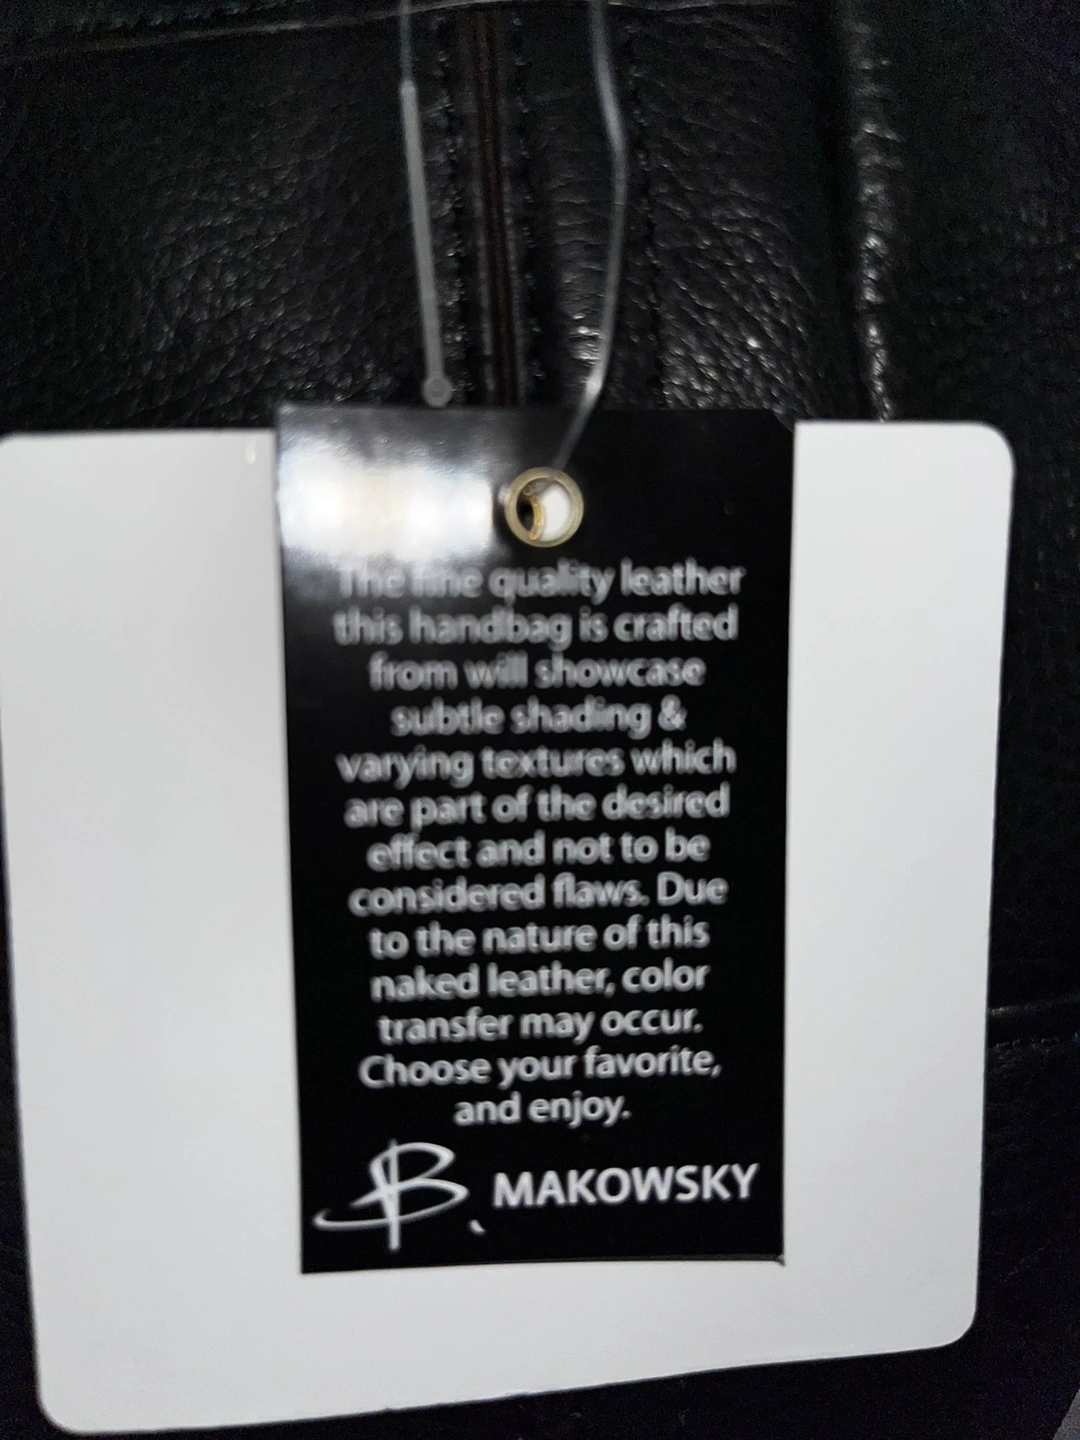 The fine quality leather
this handbag is crafted
from will showcase
subtle shading &
varying textures which
are part of the desired
effect and not to be
considered flaws. Due
to the nature of this
naked leather, color
transfer may occur.
Choose your favorite,
and enjoy.
B. MAKOWSKY